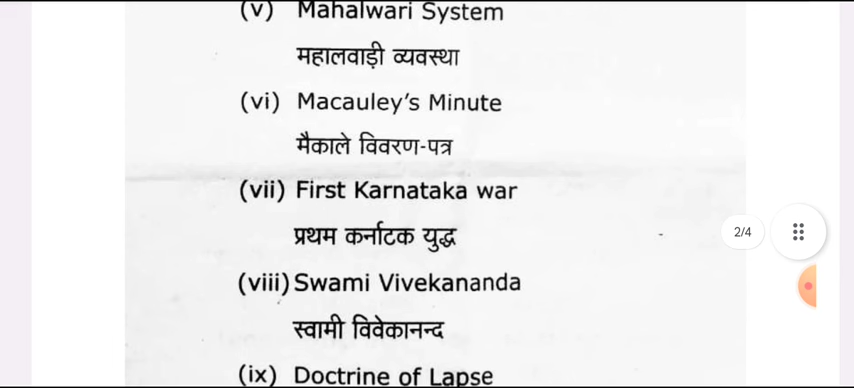 (v) Mahalwari System
महालवाड़ी व्यवस्था
(vi) Macauley's Minute
मैकाले विवरण-पत्र
(vii) First Karnataka war
प्रथम कर्नाटक युद्ध
2/4
(viii) Swami Vivekananda
स्वामी विवेकानन्द
(ix) Doctrine of Lapse